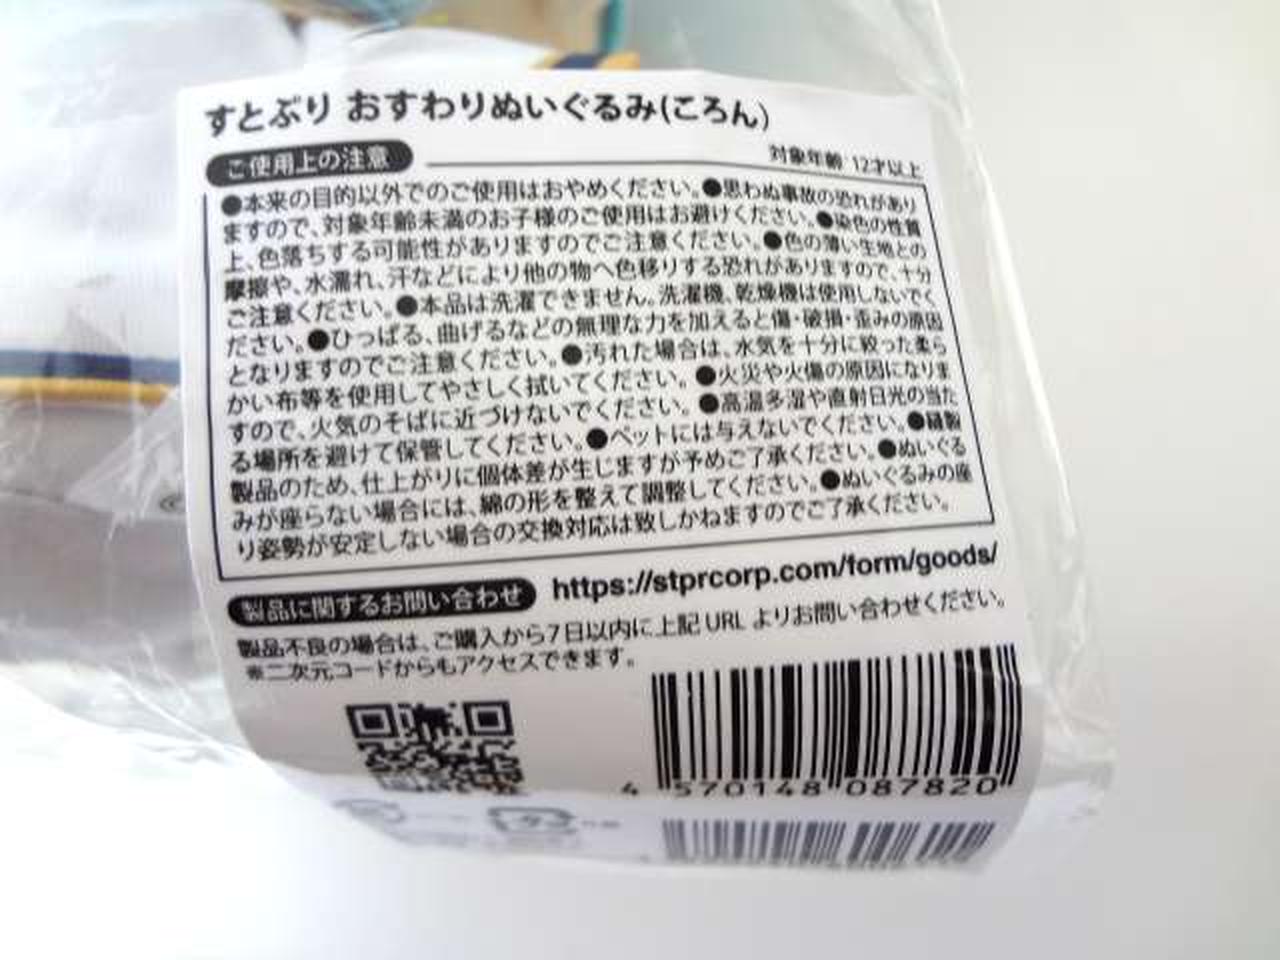 すとぷり おすわりぬいぐるみ(ころん)
対象年齢 12才以上
ご使用上の注意
●本来の目的以外でのご使用はおやめください。●思わぬ事故の恐れがあり
ますので、対象年齢未満のお子様のご使用はお避けください。●染色の性質
上、色落ちする可能性がありますのでご注意ください。●色の薄い生地との
摩擦や、水濡れ、汗などにより他の物へ色移りする恐れがありますので、十分
ご注意ください。●本品は洗濯できません。洗濯機、乾燥機は使用しないでく
ださい。●ひっぱる、曲げるなどの無理な力を加えると傷・破損・歪みの原因
となりますのでご注意ください。●汚れた場合は、水気を十分に絞った柔ら
かい布等を使用してやさしく拭いてください。●火災や火傷の原因になりま
すので、火気のそばに近づけないでください。●高温多湿や直射日光の当た
る場所を避けて保管してください。●ペットには与えないでください。●縫製
製品のため、仕上がりに個体差が生じますが予めご了承ください。●ぬいぐる
みが座らない場合には、綿の形を整えて調整してください。●ぬいぐるみの座
り姿勢が安定しない場合の交換対応は致しかねますのでご了承ください。
製品に関するお問い合わせ https://stprcorp.com/form/goods/
製品不良の場合は、ご購入から7日以内に上記URLよりお問い合わせください。
※二次元コードからもアクセスできます。
4 570148 087820